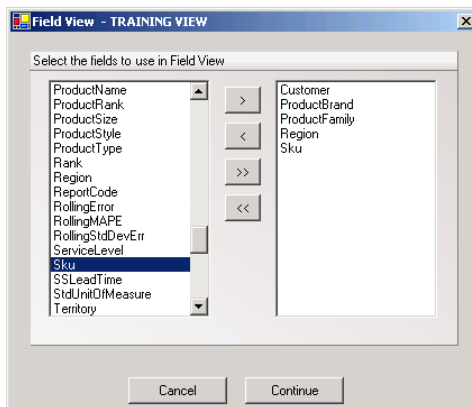 Field View - TRAINING VIEW
Select the fields to use in Field View
ProductName
ProductRank
ProductSize
ProductStyle
ProductType
Rank
Region
ReportCode
RollingError
RollingMAPE
RollingStdDevErr
ServiceLevel
Sku
SSLeadTime
StdUnitOfMeasure
Territory
>
<
>>
<<
Customer
ProductBrand
ProductFamily
Region
Sku
Cancel
Continue